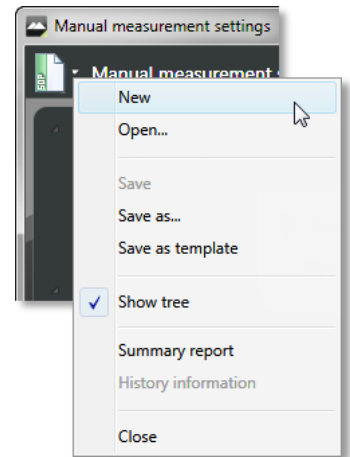 Manual measurement settings
SOP
Manual measurement s
New
Open...
Save
Save as...
Save as template
Show tree
Summary report
History information
Close